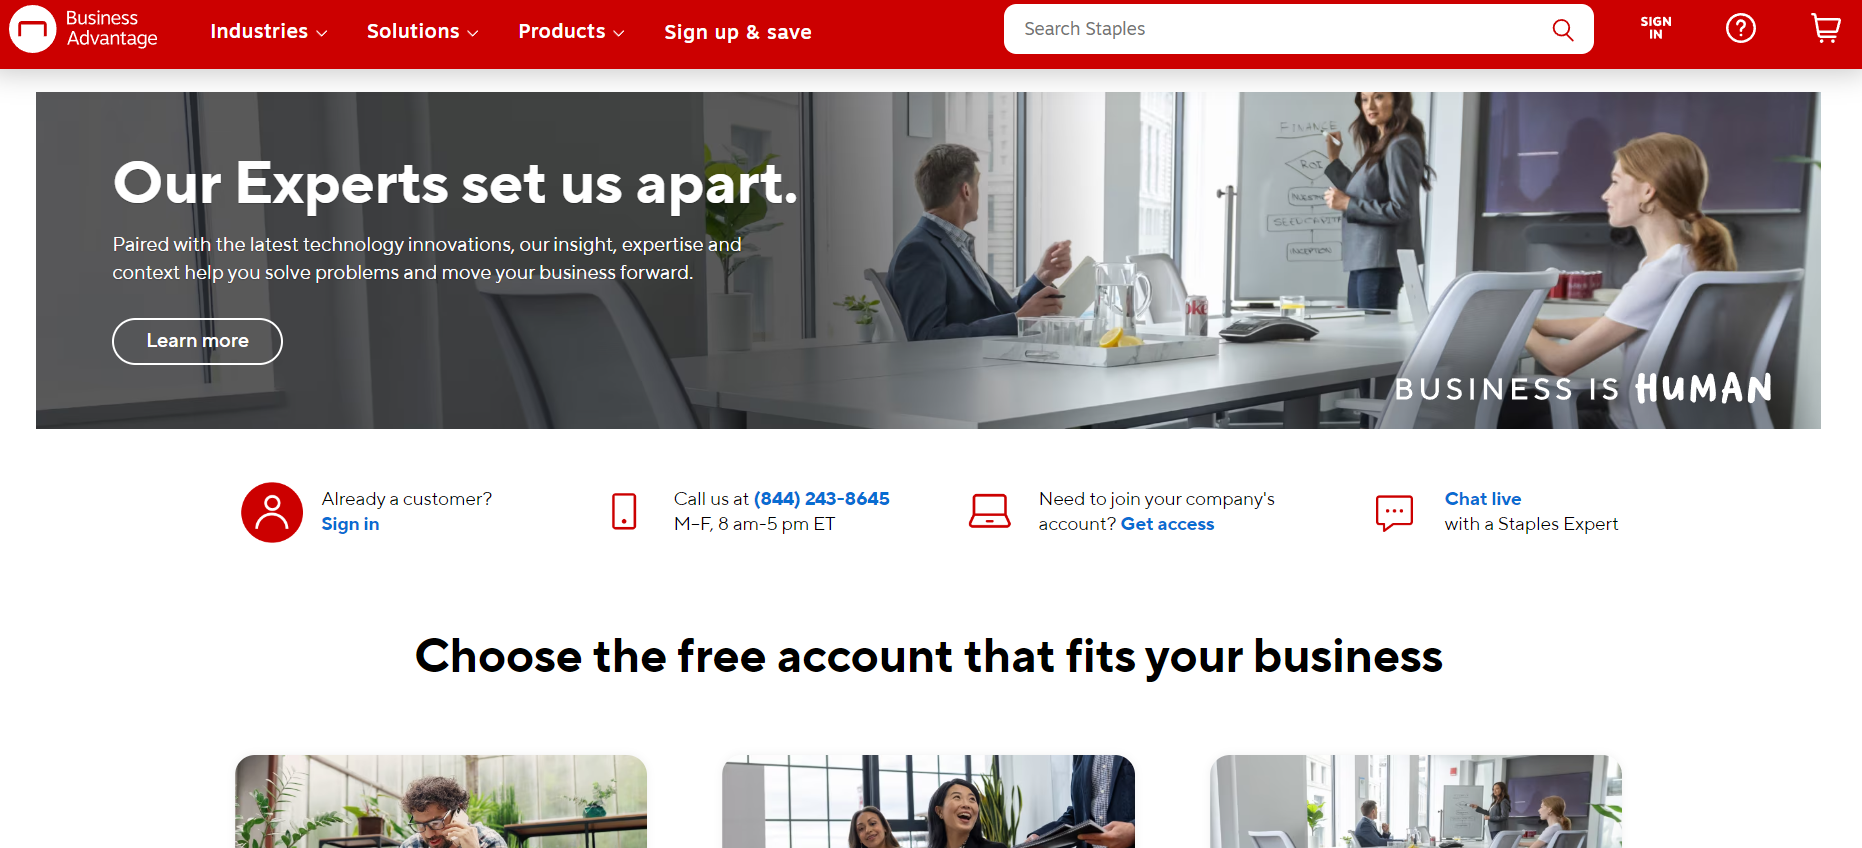 Business
Advantage
Industries
Solutions
Products
Sign up & save
Search Staples
SIGN
IN
?
Our Experts set us apart.
Paired with the latest technology innovations, our insight, expertise and
context help you solve problems and move your business forward.
Learn more
FINANCE
ROI
INCEPTION
BUSINESS IS HUMAN
Already a customer?
Sign in
Call us at (844) 243-8645
M–F, 8 am-5 pm ET
Need to join your company's
account? Get access
Chat live
with a Staples Expert
Choose the free account that fits your business